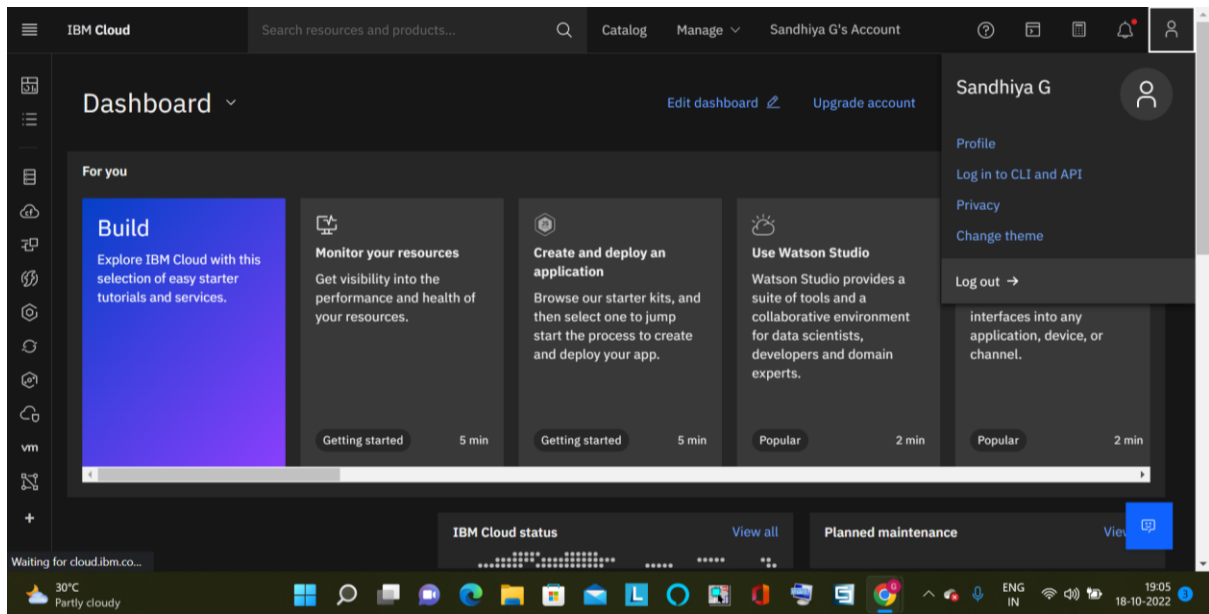 IBM Cloud
Search resources and products...
Catalog
Manage
Sandhiya G's Account
Sandhiya G
Profile
Log in to CLI and API
Privacy
Change theme
Log out →
Dashboard
Edit dashboard
Upgrade account
For you
Build
Explore IBM Cloud with this
selection of easy starter
tutorials and services.
Monitor your resources
Get visibility into the
performance and health of
your resources.
Getting started
5 min
Create and deploy an
application
Browse our starter kits, and
then select one to jump
start the process to create
and deploy your app.
Getting started
5 min
Use Watson Studio
Watson Studio provides a
suite of tools and a
collaborative environment
for data scientists,
developers and domain
experts.
Popular
2 min
interfaces into any
application, device, or
channel.
Popular
2 min
vm
IBM Cloud status
View all
Planned maintenance
Waiting for cloud.ibm.co...
30°C
Partly cloudy
ENG
IN
19:05
18-10-2022
3